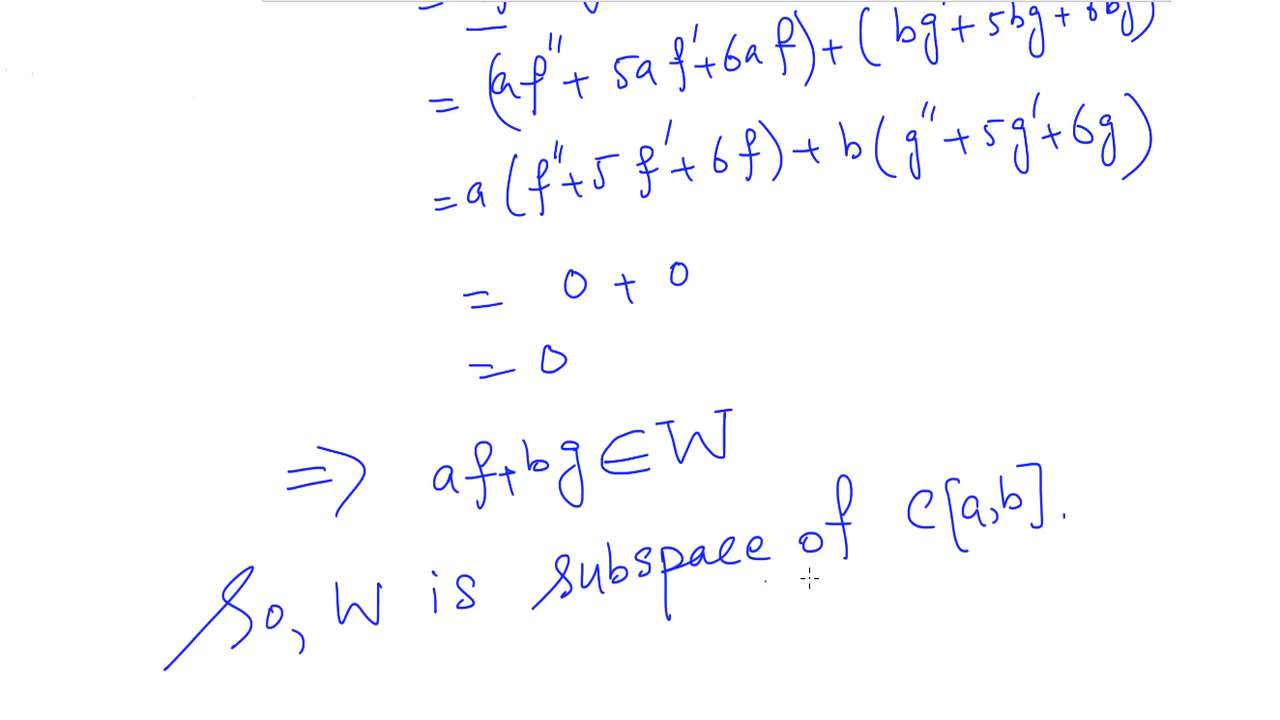 = (af'' + 5af' + 6af) + (bg'' + 5bg' + 6bg)
= a(f'' + 5f' + 6f) + b(g'' + 5g' + 6g)
= 0 + 0
= 0
=> af+bg ∈ W
So, W is subspace of C[a,b].